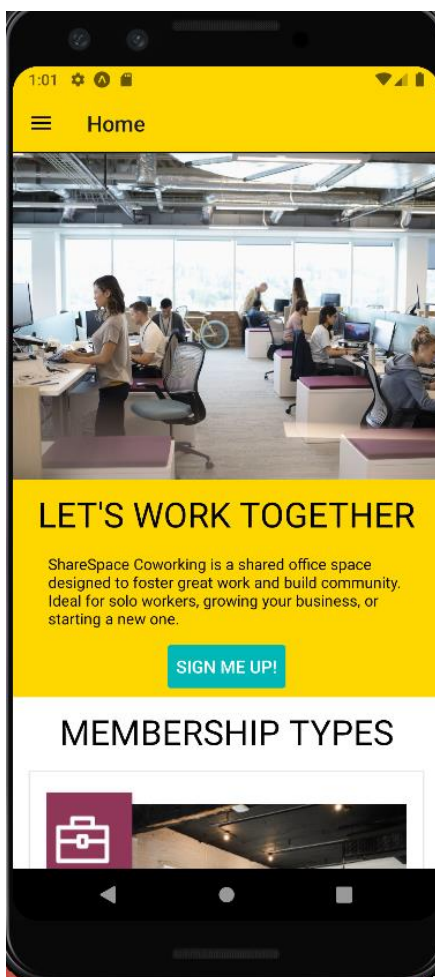 1:01
Home
LET'S WORK TOGETHER
ShareSpace Coworking is a shared office space
designed to foster great work and build community.
Ideal for solo workers, growing your business, or
starting a new one.
SIGN ME UP!
MEMBERSHIP TYPES